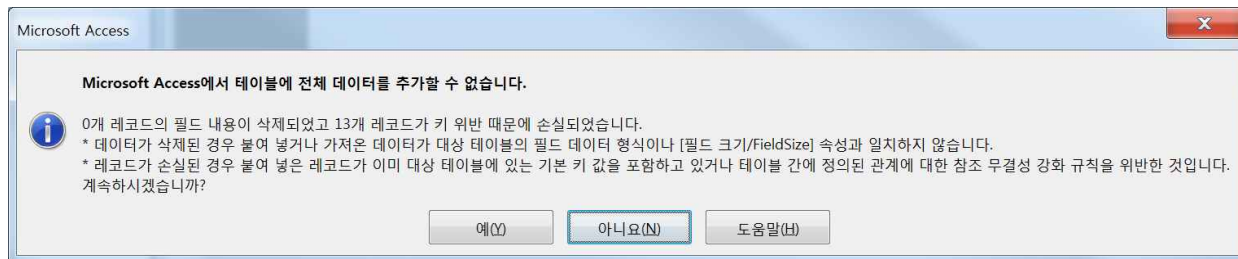 Microsoft Access
Microsoft Access에서 테이블에 전체 데이터를 추가할 수 없습니다.
0개 레코드의 필드 내용이 삭제되었고 13개 레코드가 키 위반 때문에 손실되었습니다.
* 데이터가 삭제된 경우 붙여 넣거나 가져온 데이터가 대상 테이블의 필드 데이터 형식이나 [필드 크기/FieldSize] 속성과 일치하지 않습니다.
* 레코드가 손실된 경우 붙여 넣은 레코드가 이미 대상 테이블에 있는 기본 키 값을 포함하고 있거나 테이블 간에 정의된 관계에 대한 참조 무결성 강화 규칙을 위반한 것입니다.
계속하시겠습니까?
예(Y) 아니요(N) 도움말(H)